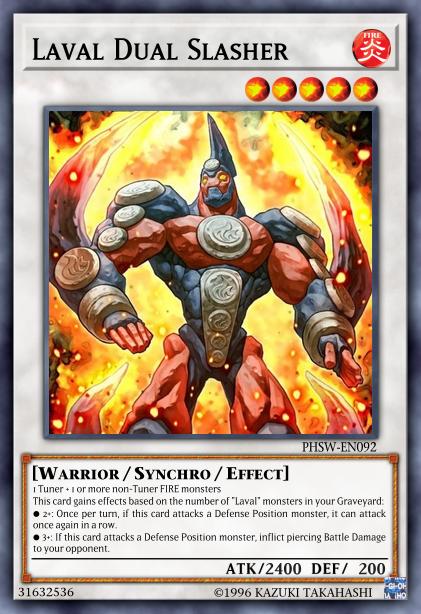 LAVAL DUAL SLASHER
FIRE
炎
PHSW-EN092
[WARRIOR / SYNCHRO / EFFECT]
1 Tuner + 1 or more non-Tuner FIRE monsters
This card gains effects based on the number of "Laval" monsters in your Graveyard:
● 2+: Once per turn, if this card attacks a Defense Position monster, it can attack
once again in a row.
● 3+: If this card attacks a Defense Position monster, inflict piercing Battle Damage
to your opponent.
ATK/2400 DEF/ 200
31632536
©1996 KAZUKI TAKAHASHI